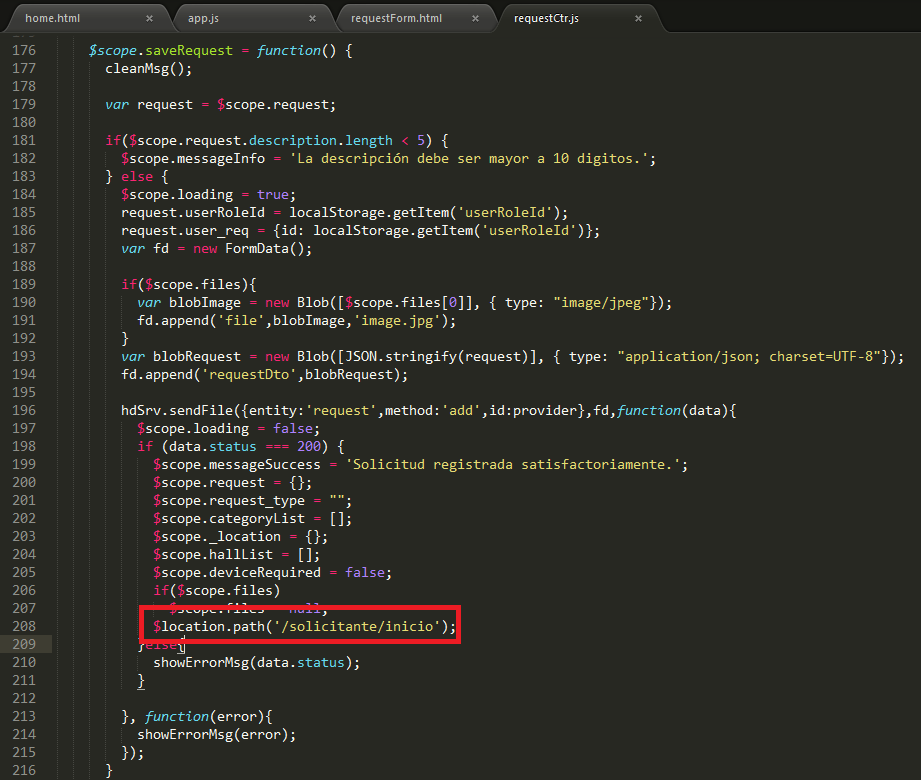 home.html × app.js × requestForm.html × requestCtr.js ×
176 $scope.saveRequest = function() {
177 cleanMsg();
178
179 var request = $scope.request;
180
181 if($scope.request.description.length < 5) {
182 $scope.messageInfo = 'La descripción debe ser mayor a 10 digitos.';
183 } else {
184 $scope.loading = true;
185 request.userRoleId = localStorage.getItem('userRoleId');
186 request.user_req = {id: localStorage.getItem('userRoleId')};
187 var fd = new FormData();
188
189 if($scope.files){
190 var blobImage = new Blob([$scope.files[0]], { type: "image/jpeg"});
191 fd.append('file',blobImage,'image.jpg');
192 }
193 var blobRequest = new Blob([JSON.stringify(request)], { type: "application/json; charset=UTF-8"});
194 fd.append('requestDto',blobRequest);
195
196 hdSrv.sendFile({entity:'request',method:'add',id:provider},fd,function(data){
197 $scope.loading = false;
198 if (data.status === 200) {
199 $scope.messageSuccess = 'Solicitud registrada satisfactoriamente.';
200 $scope.request = {};
201 $scope.request_type = "";
202 $scope.categoryList = [];
203 $scope._location = {};
204 $scope.hallList = [];
205 $scope.deviceRequired = false;
206 if($scope.files)
207 $scope.files = null;
208 $location.path('/solicitante/inicio');
209 }else{
210 showErrorMsg(data.status);
211 }
212
213 }, function(error){
214 showErrorMsg(error);
215 });
216 }